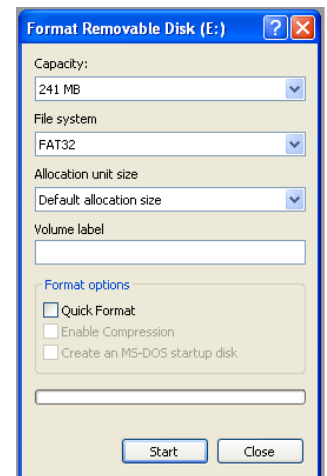 Format Removable Disk (E:)
Capacity:
241 MB
File system
FAT32
Allocation unit size
Default allocation size
Volume label
Format options
Quick Format
Enable Compression
Create an MS-DOS startup disk
Start Close